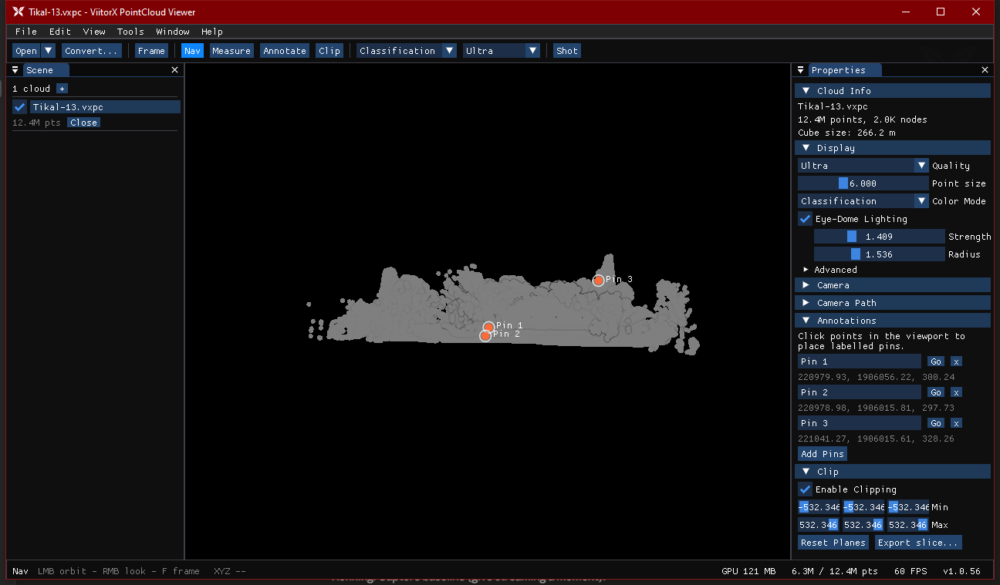 Tikal-13.vxpc - ViitorX PointCloud Viewer
File Edit View Tools Window Help
Open Convert... Frame Nav Measure Annotate Clip Classification Ultra Shot
Scene
1 cloud +
Tikal-13.vxpc
12.4M pts Close
Pin 3
Pin 1
Pin 2
Properties
Cloud Info
Tikal-13.vxpc
12.4M points, 2.0K nodes
Cube size: 266.2 m
Display
Ultra Quality
6.000 Point size
Classification Color Mode
Eye-Dome Lighting
1.409 Strength
1.536 Radius
Advanced
Camera
Camera Path
Annotations
Click points in the viewport to
place labelled pins.
Pin 1 Go x
220979.93, 1906056.22, 300.24
Pin 2 Go x
220978.98, 1906015.81, 297.73
Pin 3 Go x
221041.27, 1906015.61, 328.26
Add Pins
Clip
Enable Clipping
-532.346 -532.346 -532.346 Min
532.346 532.346 532.346 Max
Reset Planes Export slice...
Nav LMB orbit - RMB look - F frame XYZ -- GPU 121 MB 6.3M / 12.4M pts 60 FPS v1.0.56